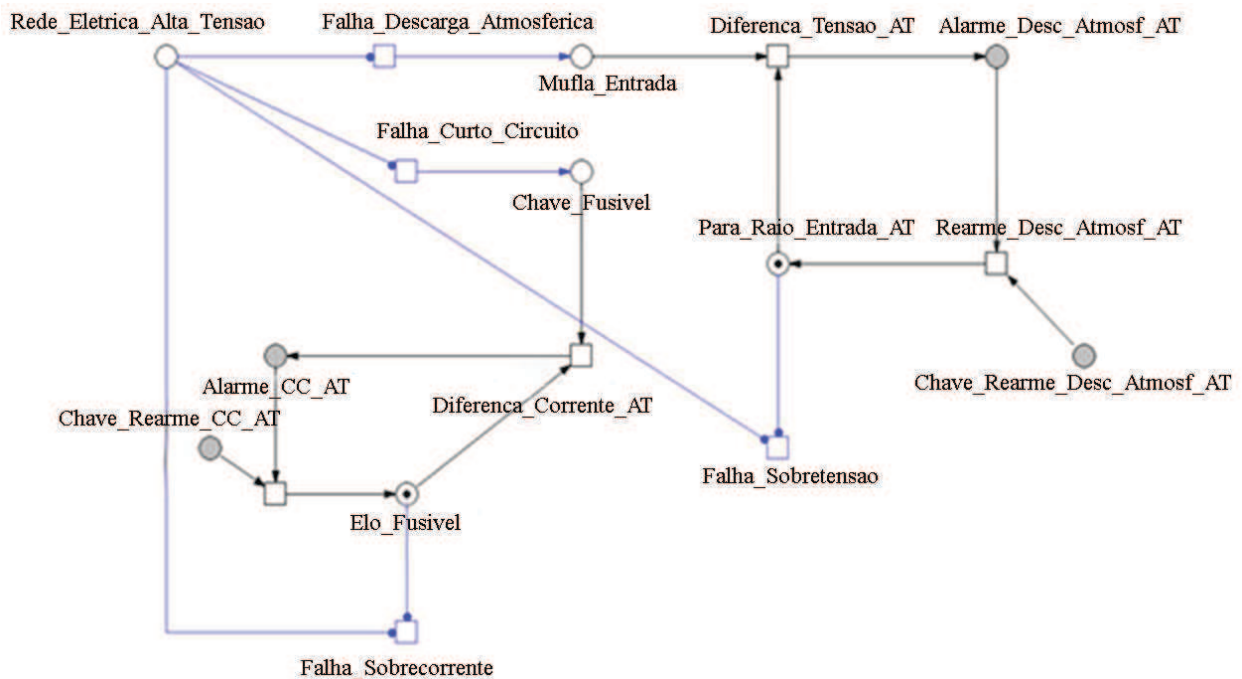 Rede_Eletrica_Alta_Tensao
Falha_Descarga_Atmosferica
Diferenca_Tensao_AT
Alarme_Desc_Atmosf_AT
Mufla_Entrada
Falha_Curto_Circuito
Chave_Fusivel
Para_Raio_Entrada_AT
Rearme_Desc_Atmosf_AT
Alarme_CC_AT
Chave_Rearme_Desc_Atmosf_AT
Diferenca_Corrente_AT
Chave_Rearme_CC_AT
Falha_Sobretensao
Elo_Fusivel
Falha_Sobrecorrente